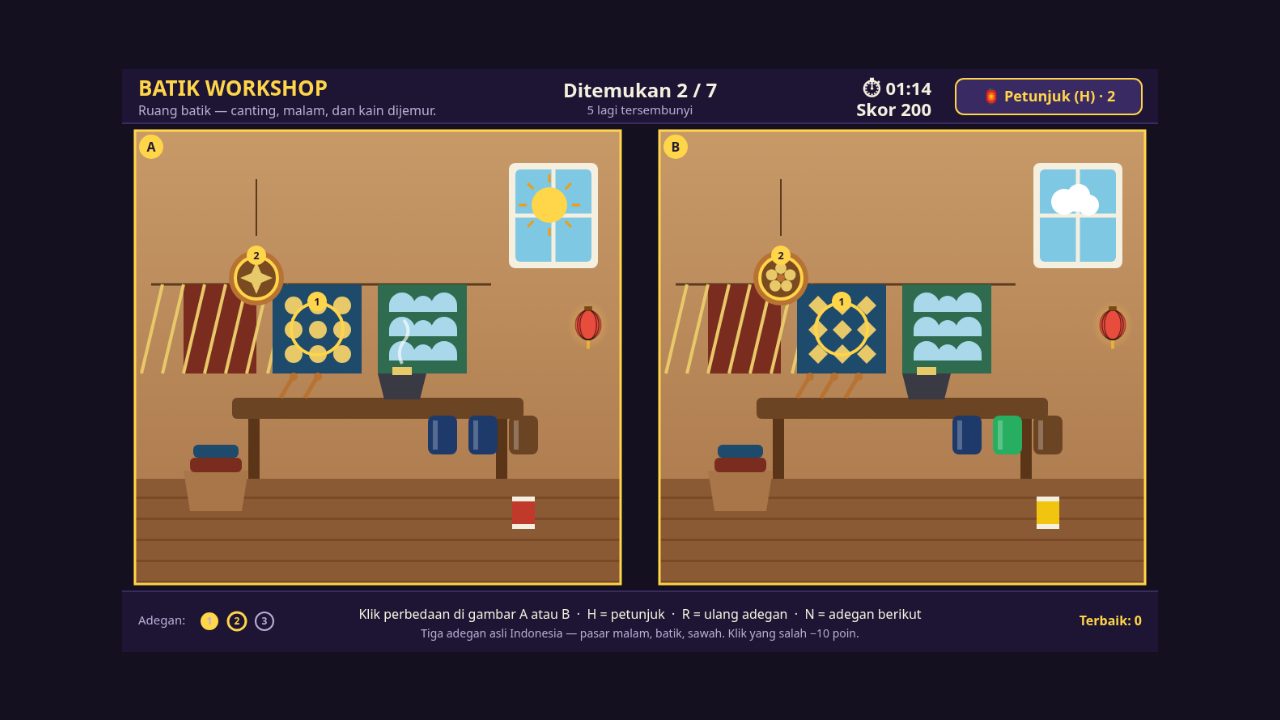 BATIK WORKSHOP
Ruang batik — canting, malam, dan kain dijemur.
Ditemukan 2 / 7
5 lagi tersembunyi
⏱ 01:14
Skor 200
Petunjuk (H) · 2
A
B
2
1
2
1
Adegan:
2
3
Klik perbedaan di gambar A atau B · H = petunjuk · R = ulang adegan · N = adegan berikut
Tiga adegan asli Indonesia — pasar malam, batik, sawah. Klik yang salah −10 poin.
Terbaik: 0